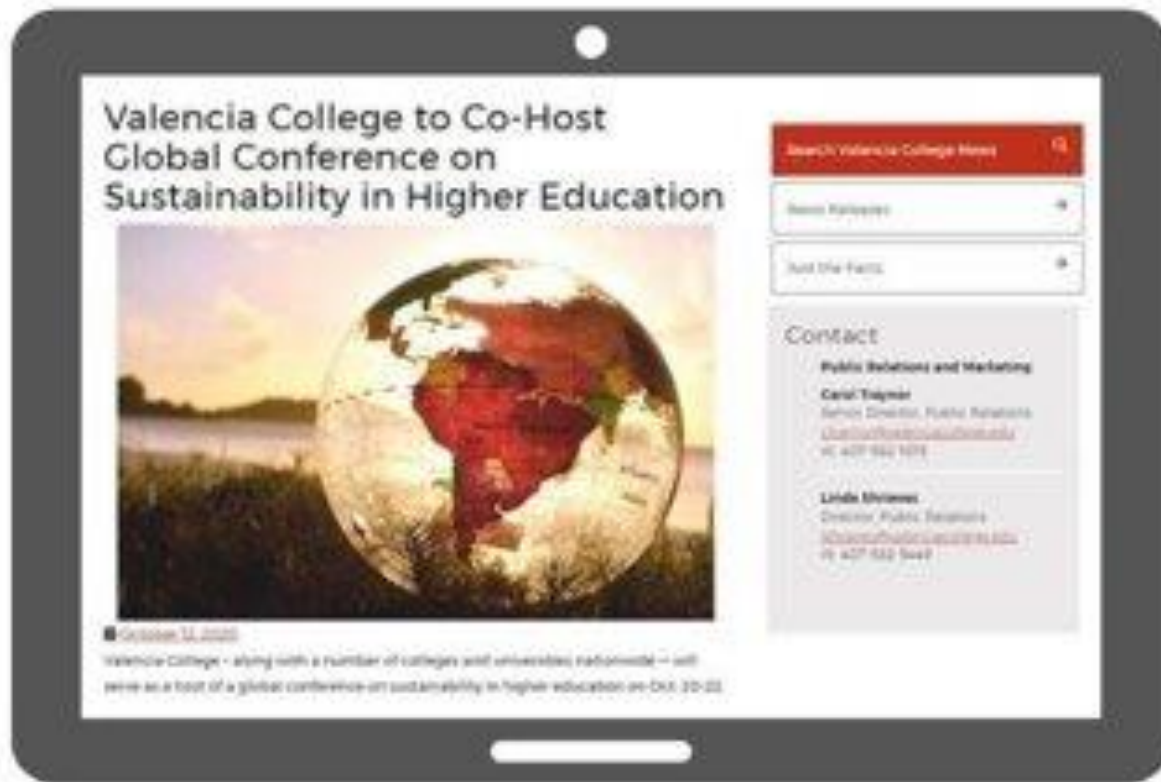 Valencia College to Co-Host
Global Conference on
Sustainability in Higher Education
October 12, 2020
Valencia College - along with a number of colleges and universities nationwide — will
serve as a host of a global conference on sustainability in higher education on Oct. 20-22.
Search Valencia College News
News Releases
Just the Facts
Contact
Public Relations and Marketing
Carol Traynor
Senior Director, Public Relations
Linda Shrieves
Director, Public Relations